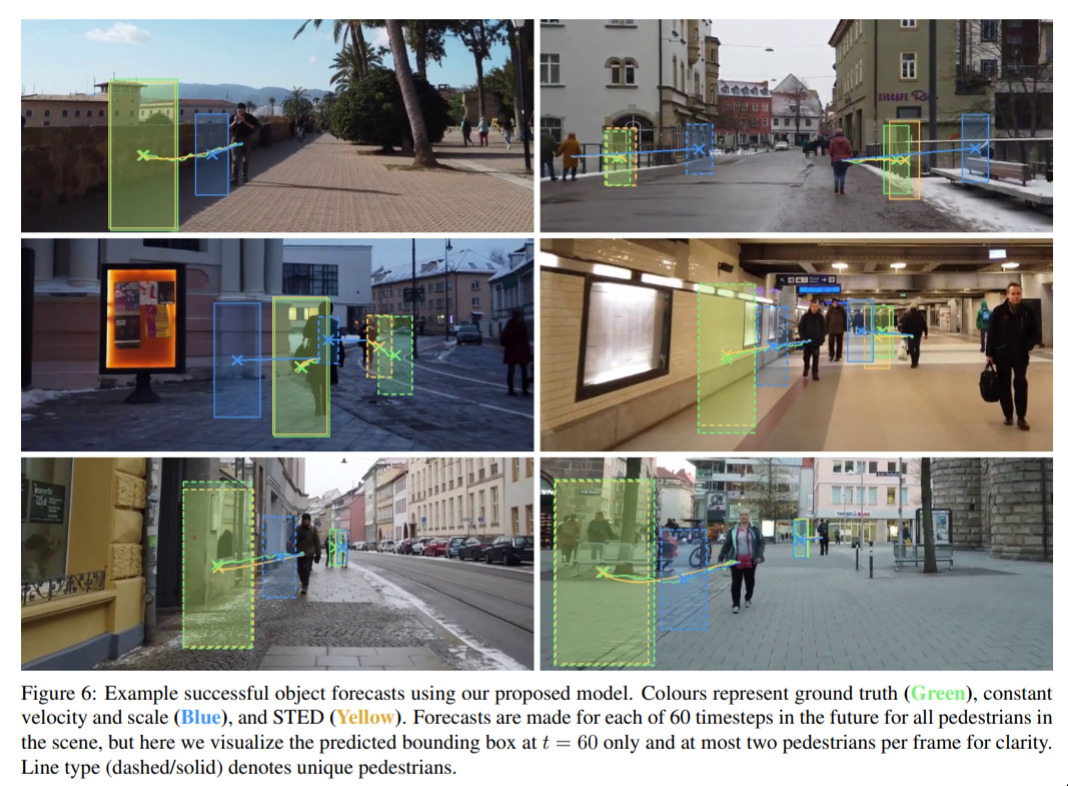 Figure 6: Example successful object forecasts using our proposed model. Colours represent ground truth (Green), constant
velocity and scale (Blue), and STED (Yellow). Forecasts are made for each of 60 timesteps in the future for all pedestrians in
the scene, but here we visualize the predicted bounding box at t = 60 only and at most two pedestrians per frame for clarity.
Line type (dashed/solid) denotes unique pedestrians.